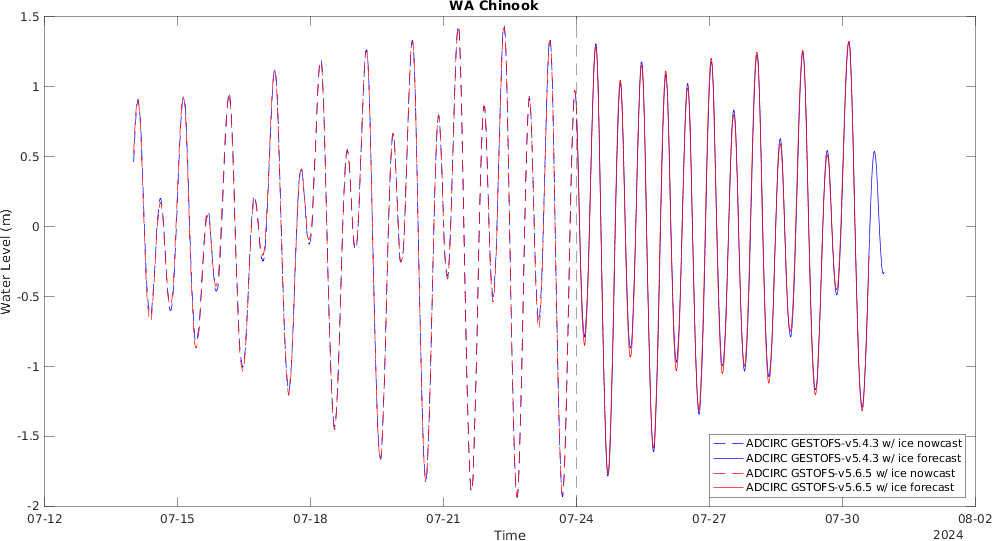 WA Chinook
1.5
1
0.5
0
-0.5
-1
-1.5
-2
Water Level (m)
07-12
07-15
07-18
07-21
07-24
07-27
07-30
08-02
Time
2024
ADCIRC GESTOFS-v5.4.3 w/ ice nowcast
ADCIRC GESTOFS-v5.4.3 w/ ice forecast
ADCIRC GSTOFS-v5.6.5 w/ ice nowcast
ADCIRC GSTOFS-v5.6.5 w/ ice forecast